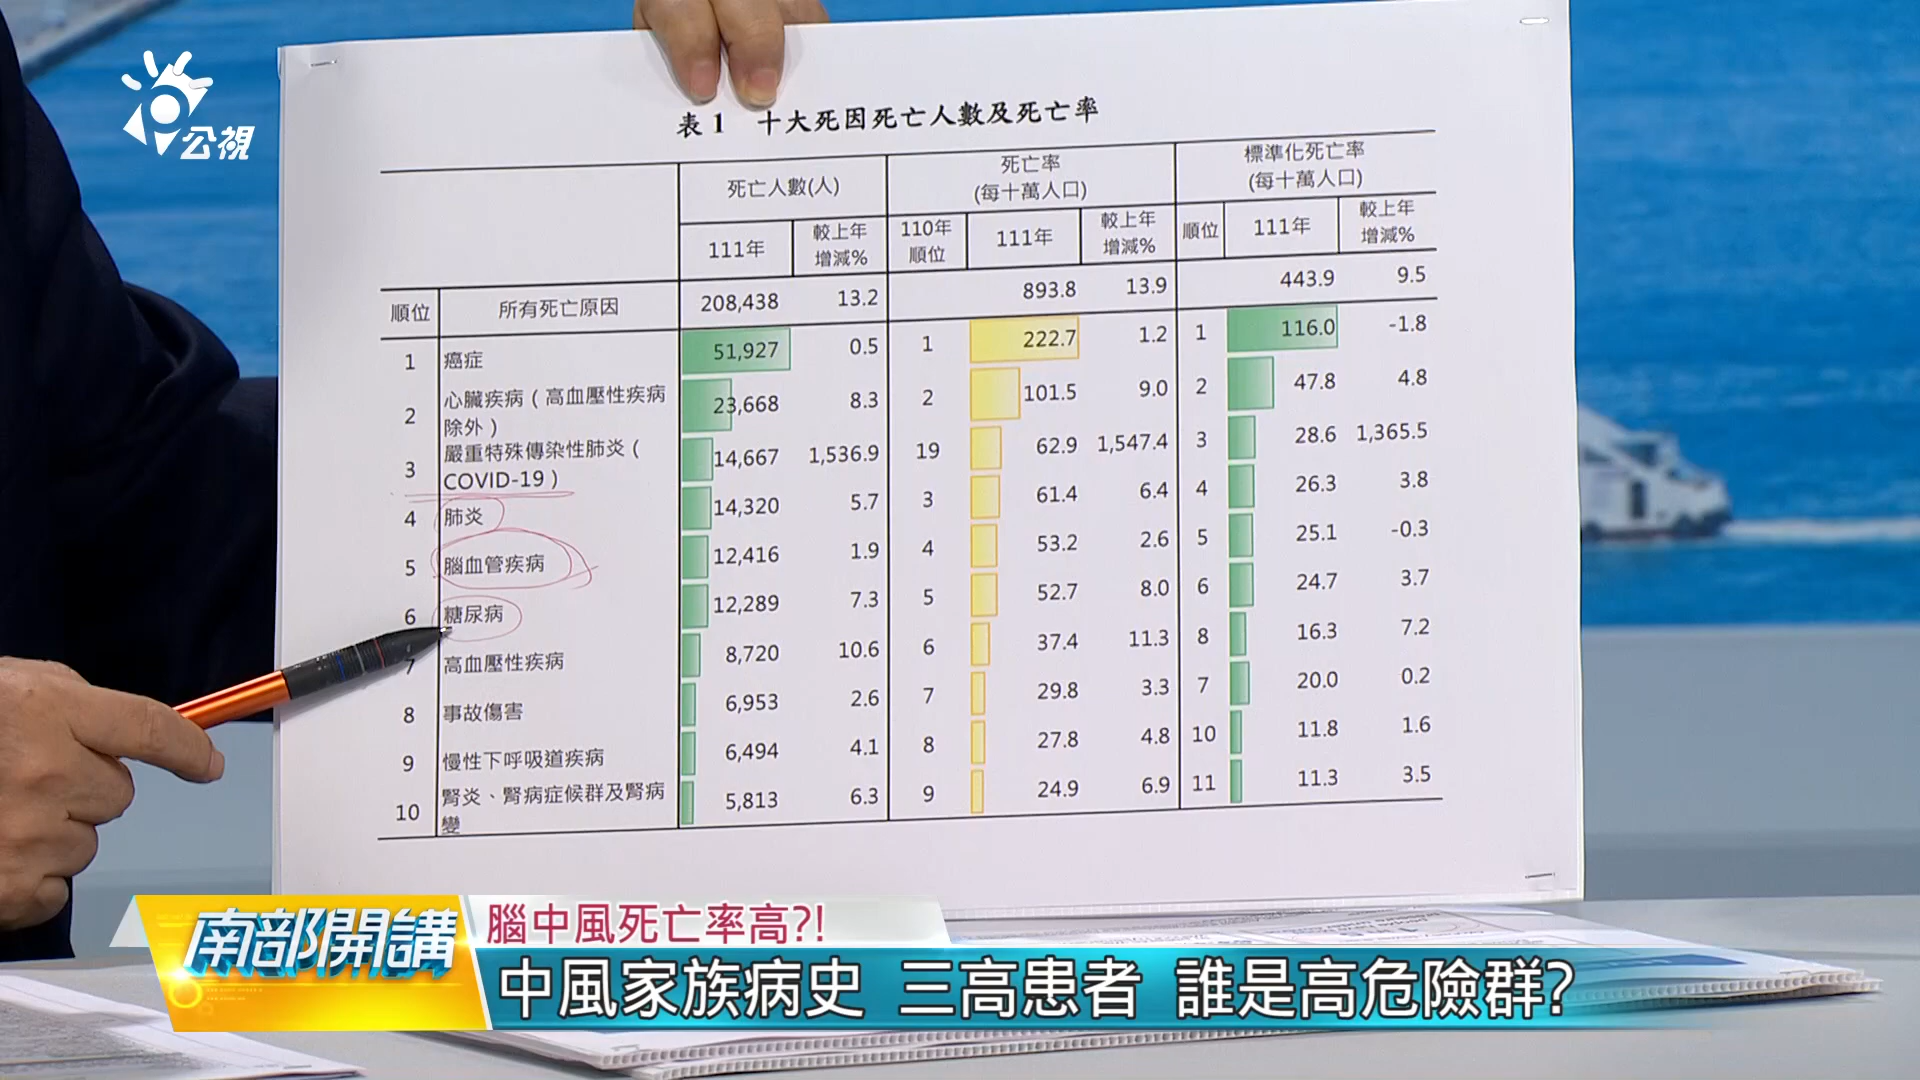 公視
表1 十大死因死亡人數及死亡率
死亡人數(人) 死亡率 (每十萬人口) 標準化死亡率 (每十萬人口)
111年 較上年增減% 110年順位 111年 較上年增減% 順位 111年 較上年增減%
順位 所有死亡原因 208,438 13.2 893.8 13.9 443.9 9.5
1 癌症 51,927 0.5 1 222.7 1.2 1 116.0 -1.8
2 心臟疾病（高血壓性疾病除外） 23,668 8.3 2 101.5 9.0 2 47.8 4.8
3 嚴重特殊傳染性肺炎（COVID-19） 14,667 1,536.9 19 62.9 1,547.4 3 28.6 1,365.5
4 肺炎 14,320 5.7 3 61.4 6.4 4 26.3 3.8
5 腦血管疾病 12,416 1.9 4 53.2 2.6 5 25.1 -0.3
6 糖尿病 12,289 7.3 5 52.7 8.0 6 24.7 3.7
7 高血壓性疾病 8,720 10.6 6 37.4 11.3 8 16.3 7.2
8 事故傷害 6,953 2.6 7 29.8 3.3 7 20.0 0.2
9 慢性下呼吸道疾病 6,494 4.1 8 27.8 4.8 10 11.8 1.6
10 腎炎、腎病症候群及腎病變 5,813 6.3 9 24.9 6.9 11 11.3 3.5
南部開講
腦中風死亡率高?!
中風家族病史 三高患者 誰是高危險群?